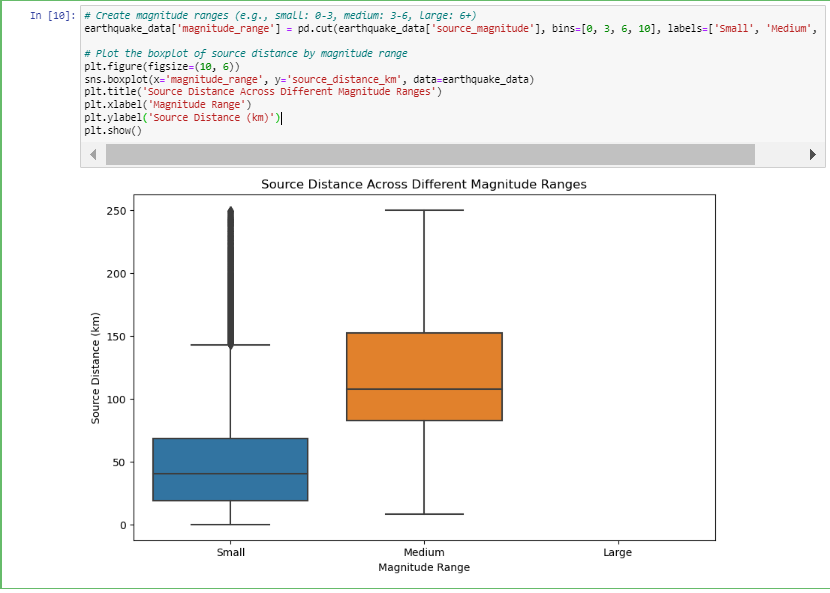 In [10]: # Create magnitude ranges (e.g., small: 0-3, medium: 3-6, large: 6+)
earthquake_data['magnitude_range'] = pd.cut(earthquake_data['source_magnitude'], bins=[0, 3, 6, 10], labels=['Small', 'Medium',
# Plot the boxplot of source distance by magnitude range
plt.figure(figsize=(10, 6))
sns.boxplot(x='magnitude_range', y='source_distance_km', data=earthquake_data)
plt.title('Source Distance Across Different Magnitude Ranges')
plt.xlabel('Magnitude Range')
plt.ylabel('Source Distance (km)')
plt.show()
Source Distance Across Different Magnitude Ranges
250
200
150
100
50
0
Source Distance (km)
Small Medium Large
Magnitude Range